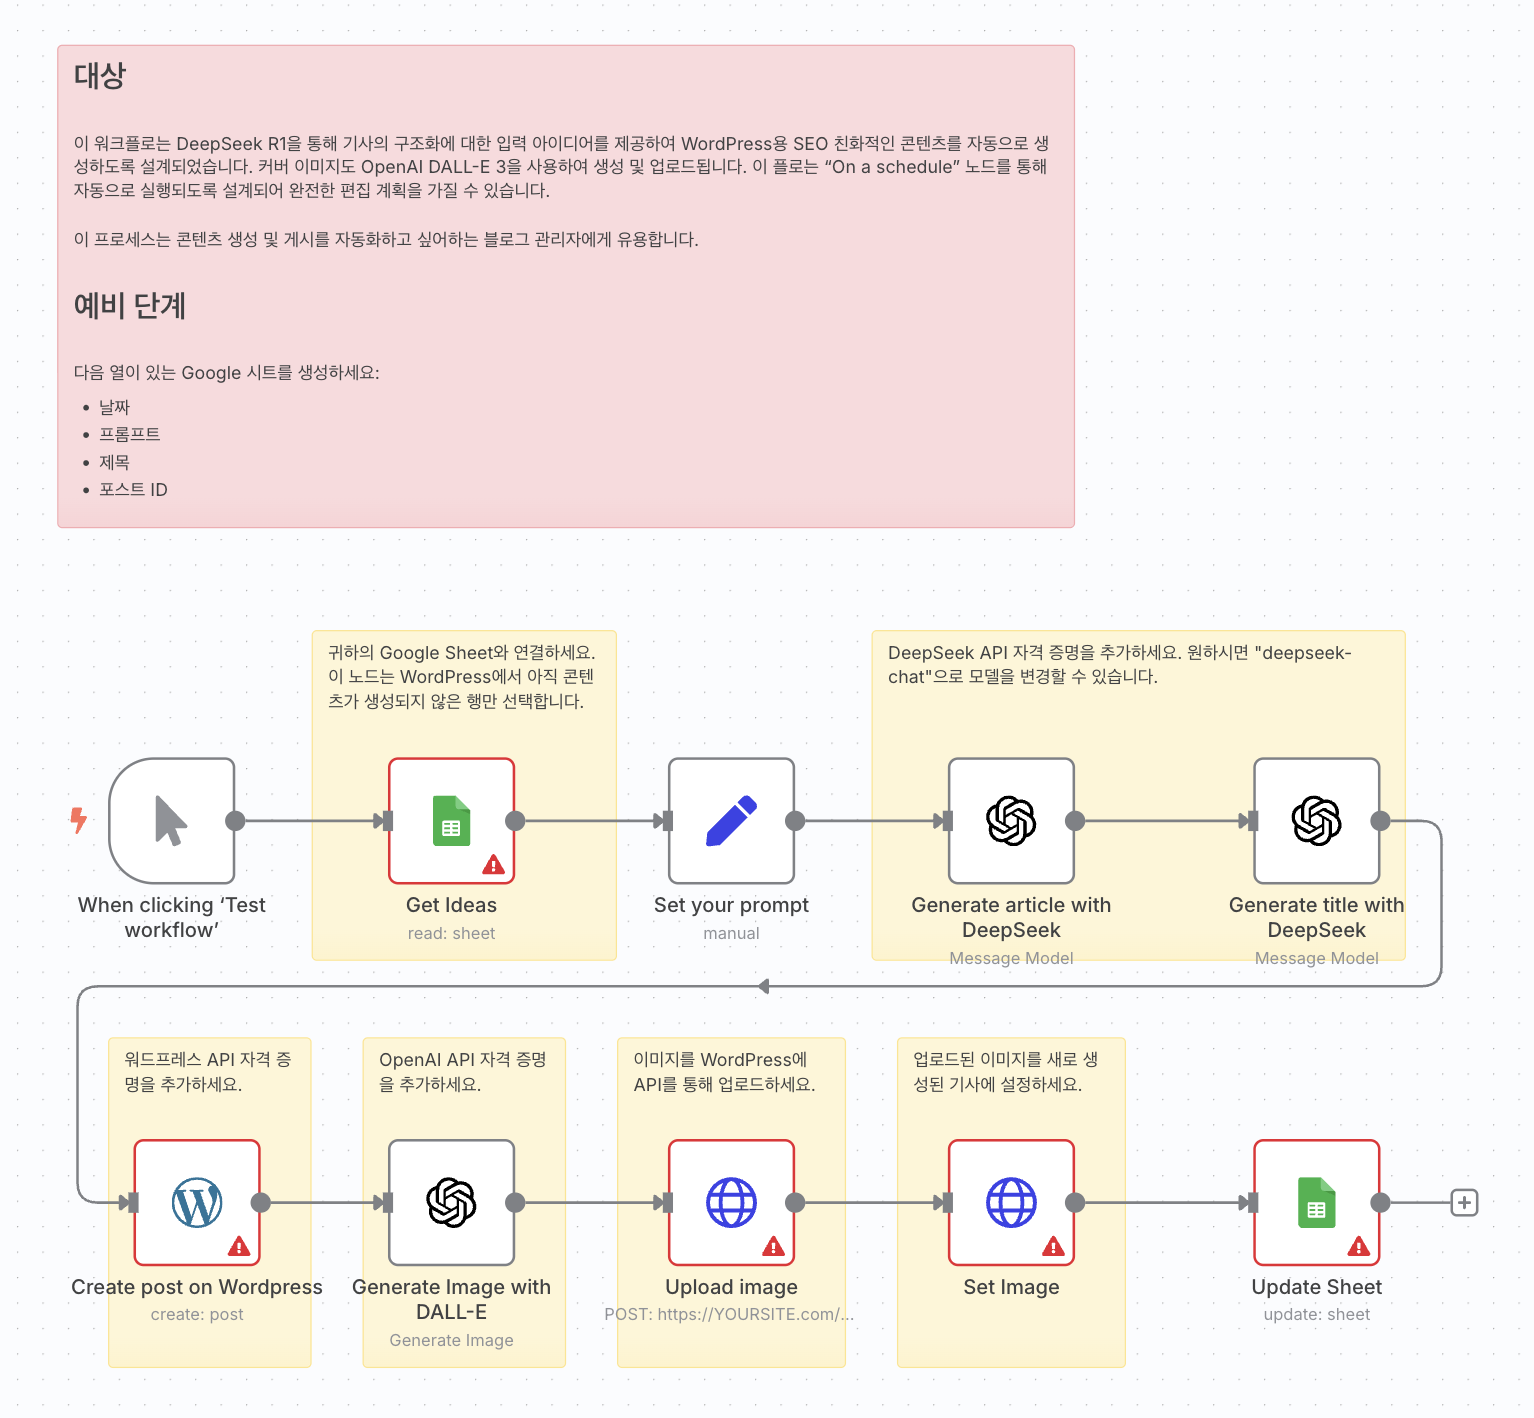 대상
이 워크플로는 DeepSeek R1을 통해 기사의 구조화에 대한 입력 아이디어를 제공하여 WordPress용 SEO 친화적인 콘텐츠를 자동으로 생
성하도록 설계되었습니다. 커버 이미지도 OpenAI DALL-E 3을 사용하여 생성 및 업로드됩니다. 이 플로는 “On a schedule” 노드를 통해
자동으로 실행되도록 설계되어 완전한 편집 계획을 가질 수 있습니다.
이 프로세스는 콘텐츠 생성 및 게시를 자동화하고 싶어하는 블로그 관리자에게 유용합니다.
예비 단계
다음 열이 있는 Google 시트를 생성하세요:
• 날짜
• 프롬프트
• 제목
• 포스트 ID
귀하의 Google Sheet와 연결하세요.
이 노드는 WordPress에서 아직 콘텐
츠가 생성되지 않은 행만 선택합니다.
DeepSeek API 자격 증명을 추가하세요. 원하시면 "deepseek-
chat"으로 모델을 변경할 수 있습니다.
When clicking ‘Test
workflow’
Get Ideas
read: sheet
Set your prompt
manual
Generate article with
DeepSeek
Message Model
Generate title with
DeepSeek
Message Model
워드프레스 API 자격 증
명을 추가하세요.
OpenAI API 자격 증명
을 추가하세요.
이미지를 WordPress에
API를 통해 업로드하세요.
업로드된 이미지를 새로 생
성된 기사에 설정하세요.
Create post on Wordpress
create: post
Generate Image with
DALL-E
Generate Image
Upload image
POST: https://YOURSITE.com/...
Set Image
Update Sheet
update: sheet